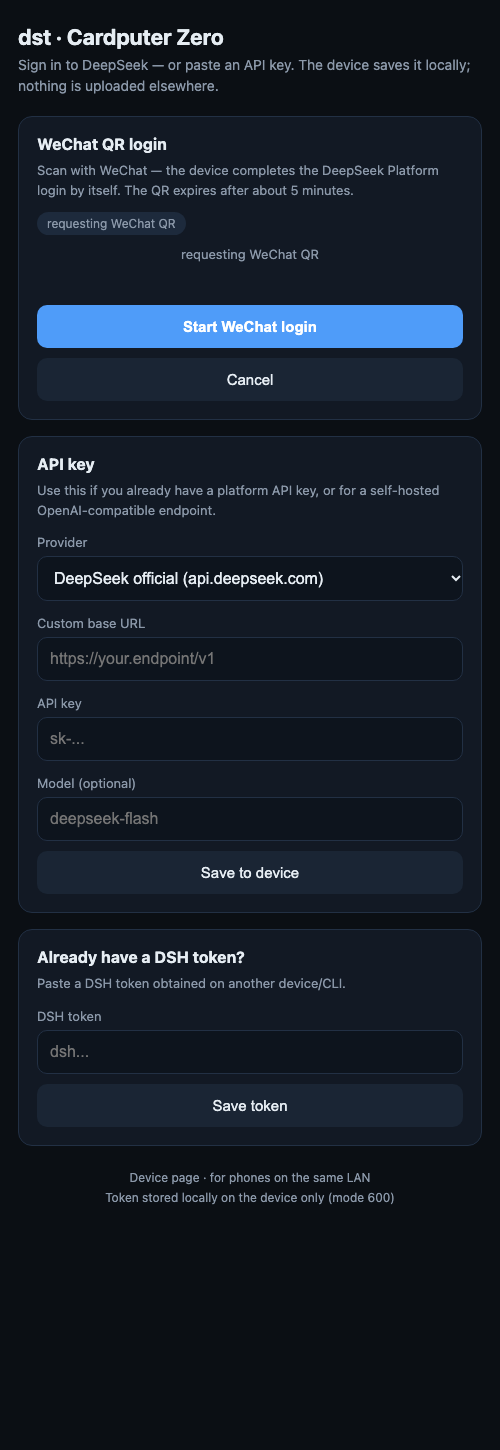 dst · Cardputer Zero
Sign in to DeepSeek — or paste an API key. The device saves it locally;
nothing is uploaded elsewhere.
WeChat QR login
Scan with WeChat — the device completes the DeepSeek Platform
login by itself. The QR expires after about 5 minutes.
requesting WeChat QR
requesting WeChat QR
Start WeChat login
Cancel
API key
Use this if you already have a platform API key, or for a self-hosted
OpenAI-compatible endpoint.
Provider
DeepSeek official (api.deepseek.com)
Custom base URL
https://your.endpoint/v1
API key
sk-...
Model (optional)
deepseek-flash
Save to device
Already have a DSH token?
Paste a DSH token obtained on another device/CLI.
DSH token
dsh...
Save token
Device page · for phones on the same LAN
Token stored locally on the device only (mode 600)